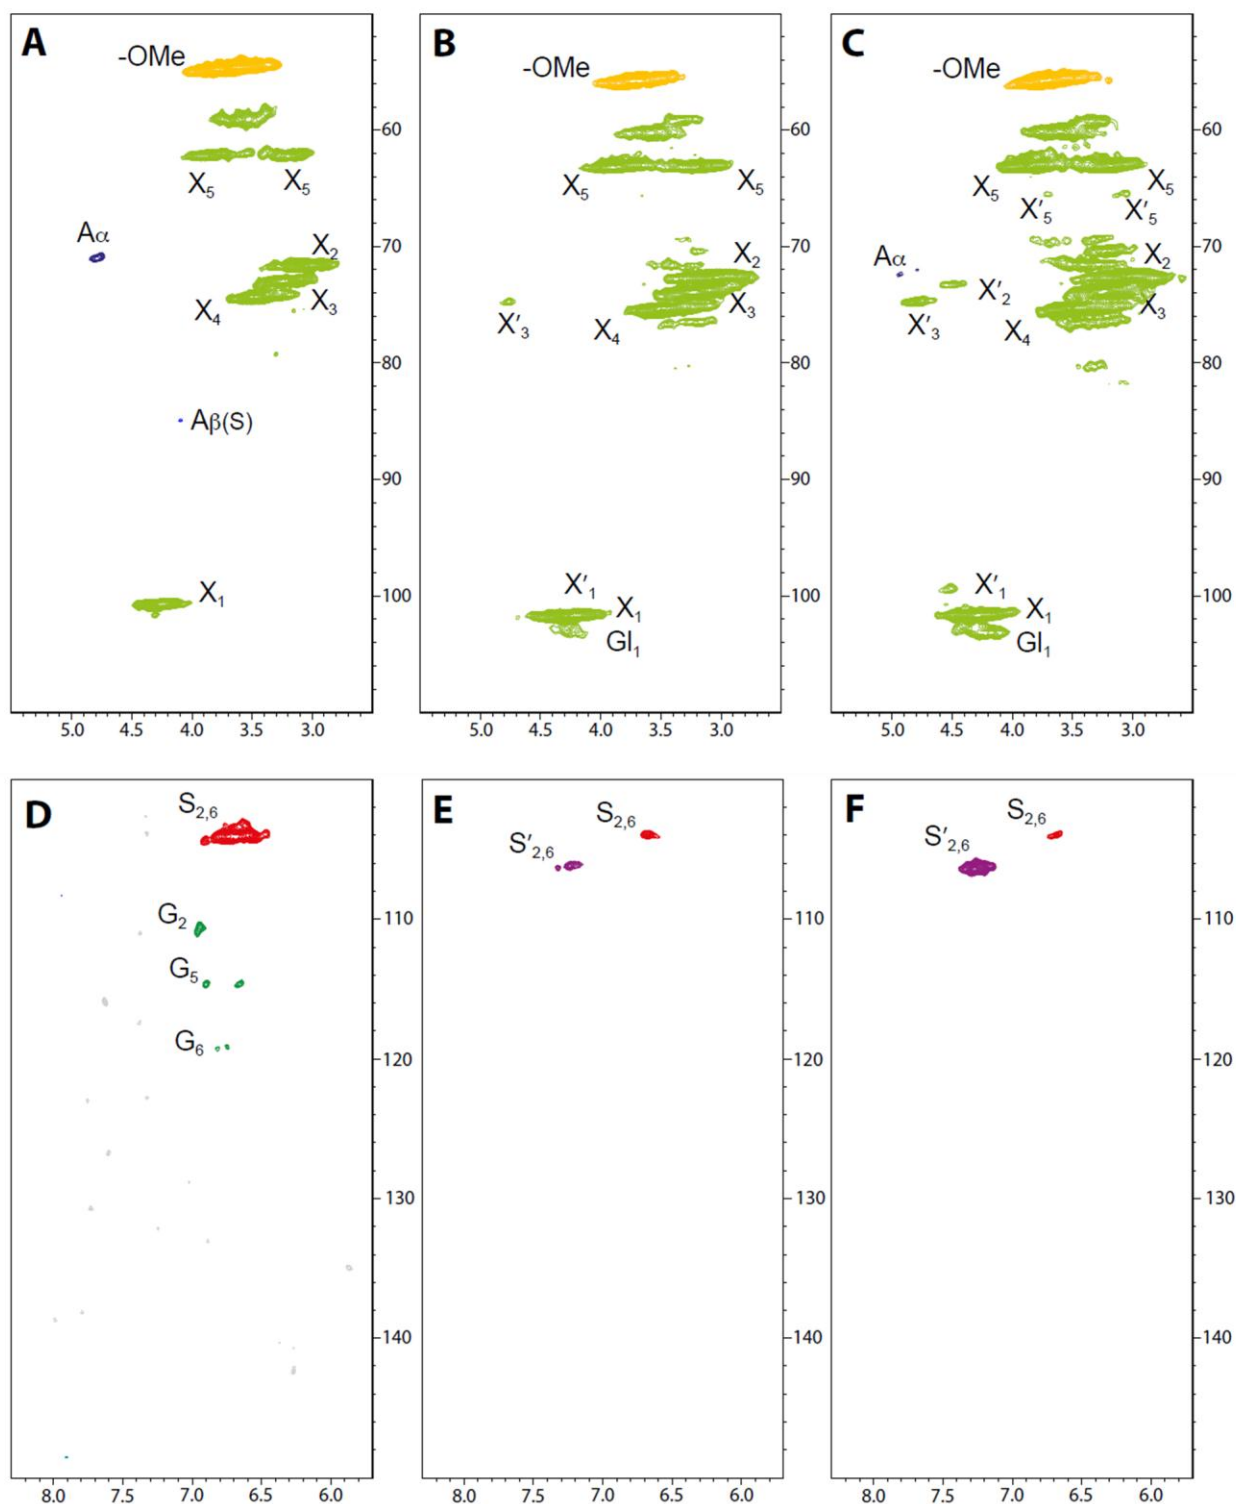 A
-OMe
X5
X5
Aα
X2
X3
X4
Aβ(S)
X1
60
70
80
90
100
5.0 4.5 4.0 3.5 3.0
B
-OMe
X5
X5
X2
X'3
X3
X4
X'1
X1
Gl1
60
70
80
90
100
5.0 4.5 4.0 3.5 3.0
C
-OMe
X5
X5
X'5
X'5
Aα
X2
X'2
X'3
X3
X4
X'1
X1
Gl1
60
70
80
90
100
5.0 4.5 4.0 3.5 3.0
D
S2,6
G2
G5
G6
110
120
130
140
8.0 7.5 7.0 6.5 6.0
E
S2,6
S'2,6
110
120
130
140
8.0 7.5 7.0 6.5 6.0
F
S2,6
S'2,6
110
120
130
140
8.0 7.5 7.0 6.5 6.0